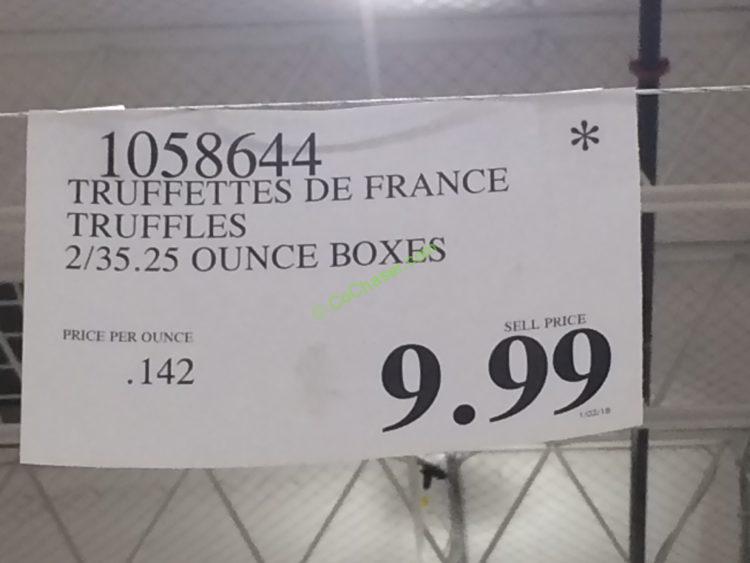 1058644 *
TRUFFETTES DE FRANCE
TRUFFLES
2/35.25 OUNCE BOXES
© CoChaser.com
PRICE PER OUNCE
.142
SELL PRICE
9.99